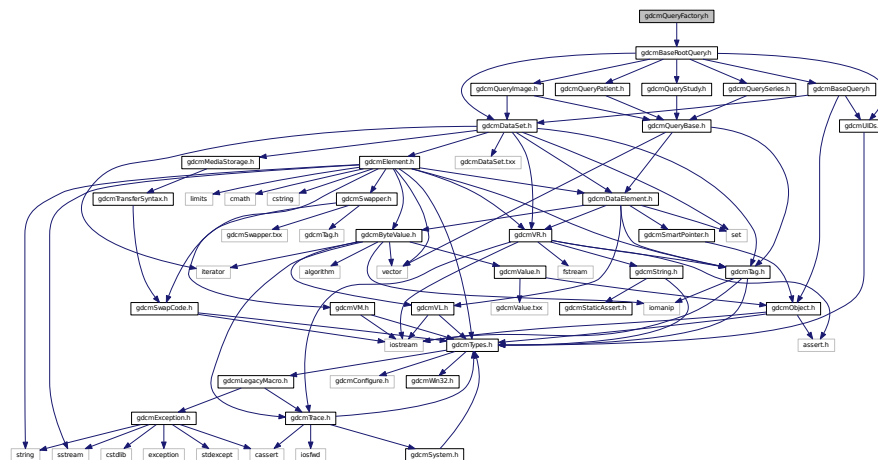 gdcmQueryFactory.h
gdcmBaseRootQuery.h
gdcmQueryImage.h
gdcmQueryPatient.h
gdcmQueryStudy.h
gdcmQuerySeries.h
gdcmBaseQuery.h
gdcmDataSet.h
gdcmQueryBase.h
gdcmUIDs.
gdcmMediaStorage.h
gdcmElement.h
gdcmDataSet.txx
gdcmTransferSyntax.h
limits
cmath
cstring
gdcmSwapper.h
gdcmDataElement.h
gdcmSwapper.txx
gdcmTag.h
gdcmByteValue.h
gdcmVR.h
gdcmSmartPointer.h
set
iterator
algorithm
vector
gdcmValue.h
fstream
gdcmString.h
gdcmTag.h
gdcmSwapCode.h
gdcmVM.h
gdcmVL.h
gdcmValue.txx
gdcmStaticAssert.h
iomanip
gdcmObject.h
iostream
gdcmTypes.h
assert.h
gdcmLegacyMacro.h
gdcmConfigure.h
gdcmWin32.h
gdcmException.h
gdcmTrace.h
string
sstream
cstdlib
exception
stdexcept
cassert
iosfwd
gdcmSystem.h